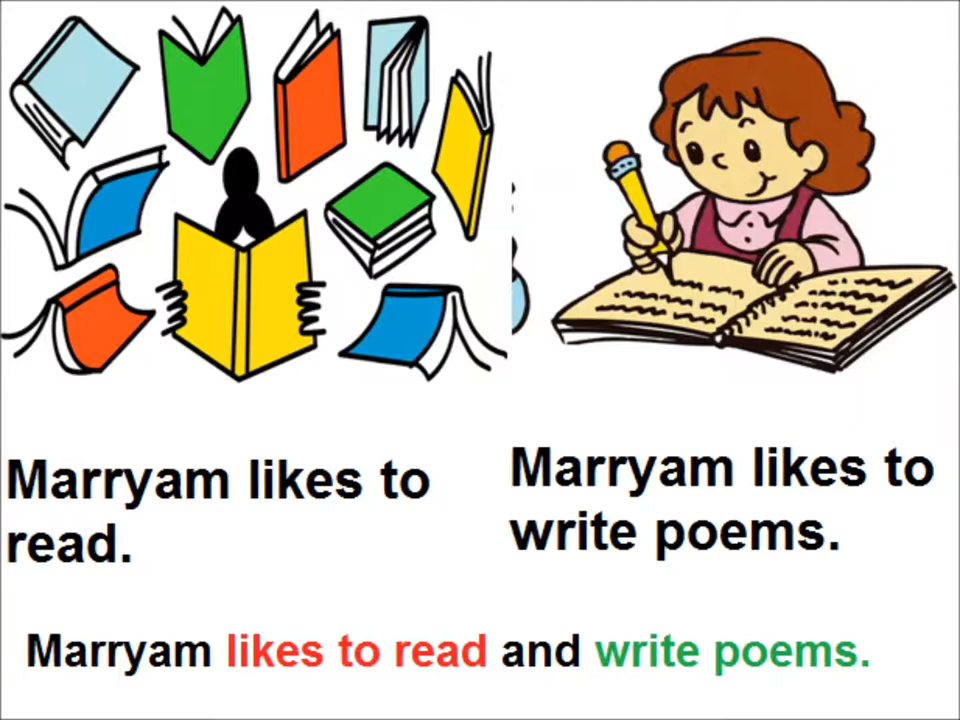 Marryam likes to
read.
Marryam likes to
write poems.
Marryam likes to read and write poems.